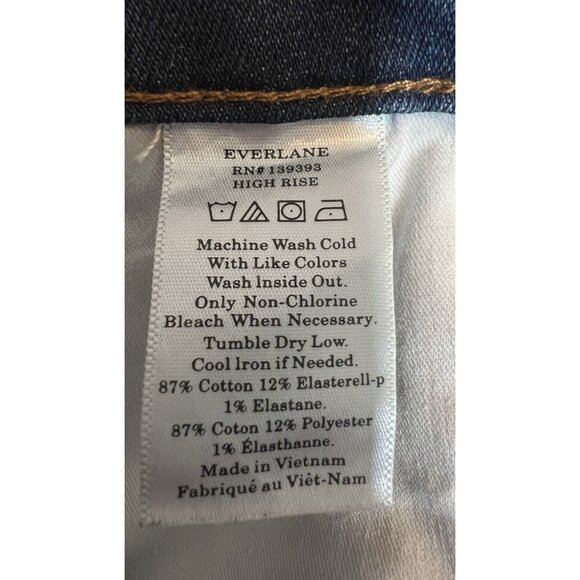 EVERLANE
RN# 139393
HIGH RISE
Machine Wash Cold
With Like Colors
Wash Inside Out.
Only Non-Chlorine
Bleach When Necessary.
Tumble Dry Low.
Cool Iron if Needed.
87% Cotton 12% Elasterell-p
1% Elastane.
87% Coton 12% Polyester
1% Élasthanne.
Made in Vietnam
Fabriqué au Viêt-Nam